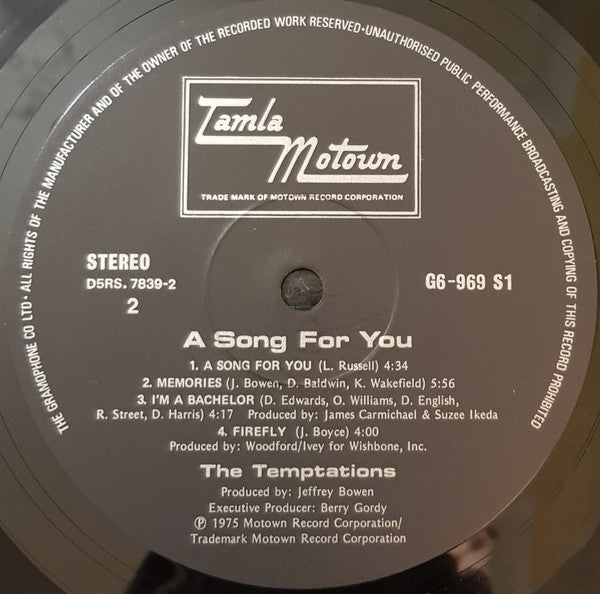 THE GRAMOPHONE CO LTD · ALL RIGHTS OF THE MANUFACTURER AND OF THE OWNER OF THE RECORDED WORK RESERVED · UNAUTHORISED PUBLIC PERFORMANCE BROADCASTING AND COPYING OF THIS RECORD PROHIBITED
Tamla
Motown
TRADE MARK OF MOTOWN RECORD CORPORATION
STEREO
D5RS. 7839-2
2
G6-969 S1
A Song For You
1. A SONG FOR YOU (L. Russell) 4:34
2. MEMORIES (J. Bowen, D. Baldwin, K. Wakefield) 5:56
3. I'M A BACHELOR (D. Edwards, O. Williams, D. English,
R. Street, D. Harris) 4:17 Produced by: James Carmichael & Suzee Ikeda
4. FIREFLY (J. Boyce) 4:00
Produced by: Woodford/Ivey for Wishbone, Inc.
The Temptations
Produced by: Jeffrey Bowen
Executive Producer: Berry Gordy
℗ 1975 Motown Record Corporation/
Trademark Motown Record Corporation